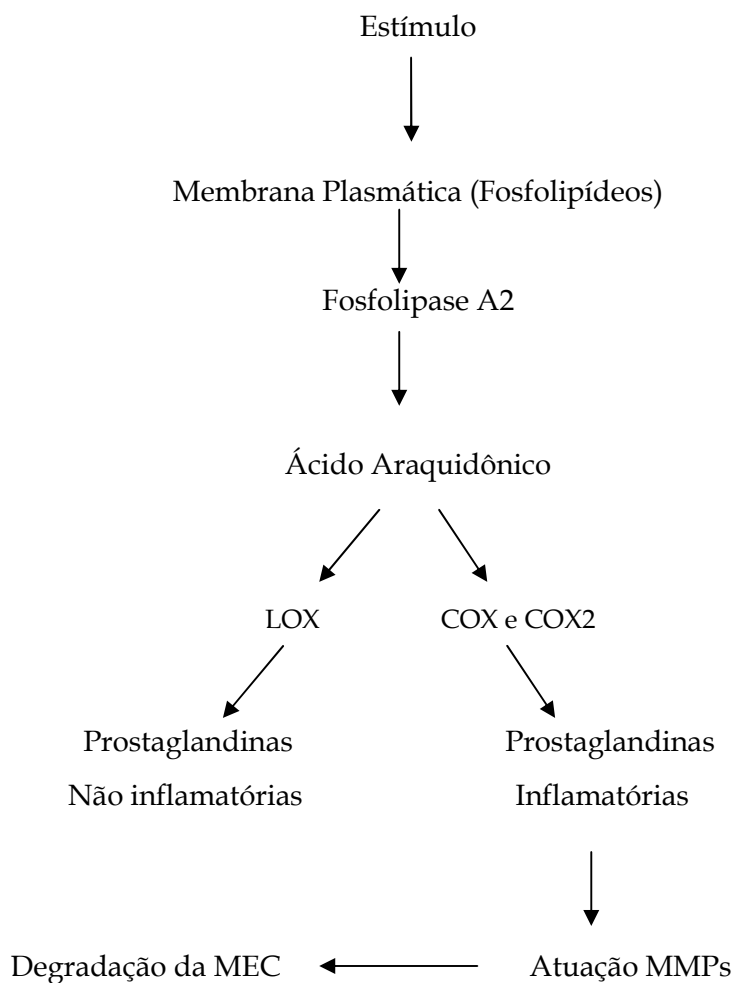 Estímulo
Membrana Plasmática (Fosfolipídeos)
Fosfolipase A2
Ácido Araquidônico
LOX
COX e COX2
Prostaglandinas
Não inflamatórias
Prostaglandinas
Inflamatórias
Degradação da MEC
Atuação MMPs